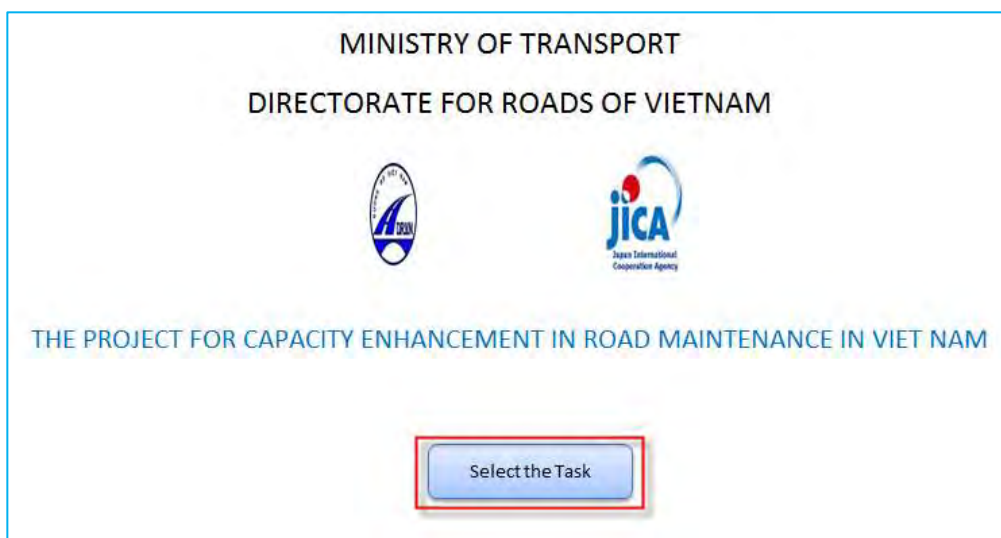 MINISTRY OF TRANSPORT
DIRECTORATE FOR ROADS OF VIETNAM
DRVN
jICA
Japan International
Cooperation Agency
THE PROJECT FOR CAPACITY ENHANCEMENT IN ROAD MAINTENANCE IN VIET NAM
Select the Task